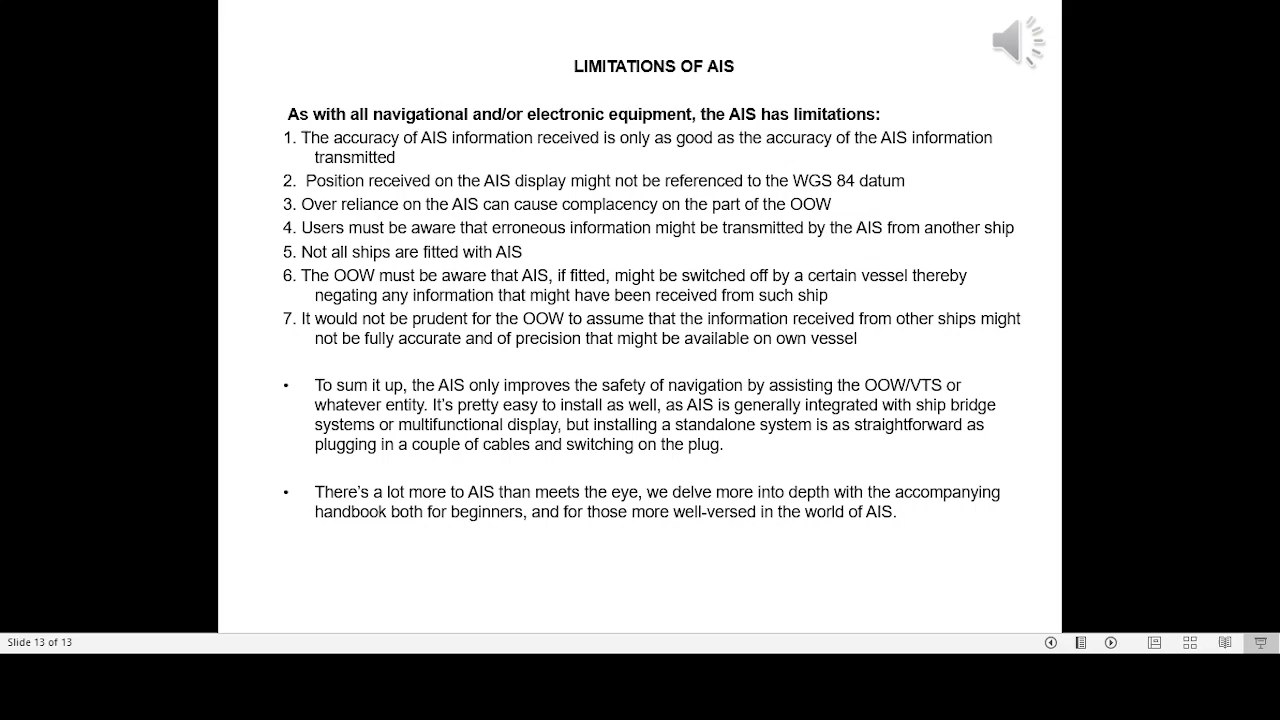 LIMITATIONS OF AIS
As with all navigational and/or electronic equipment, the AIS has limitations:
1. The accuracy of AIS information received is only as good as the accuracy of the AIS information
transmitted
2. Position received on the AIS display might not be referenced to the WGS 84 datum
3. Over reliance on the AIS can cause complacency on the part of the OOW
4. Users must be aware that erroneous information might be transmitted by the AIS from another ship
5. Not all ships are fitted with AIS
6. The OOW must be aware that AIS, if fitted, might be switched off by a certain vessel thereby
negating any information that might have been received from such ship
7. It would not be prudent for the OOW to assume that the information received from other ships might
not be fully accurate and of precision that might be available on own vessel
• To sum it up, the AIS only improves the safety of navigation by assisting the OOW/VTS or
whatever entity. It's pretty easy to install as well, as AIS is generally integrated with ship bridge
systems or multifunctional display, but installing a standalone system is as straightforward as
plugging in a couple of cables and switching on the plug.
• There's a lot more to AIS than meets the eye, we delve more into depth with the accompanying
handbook both for beginners, and for those more well-versed in the world of AIS.
Slide 13 of 13